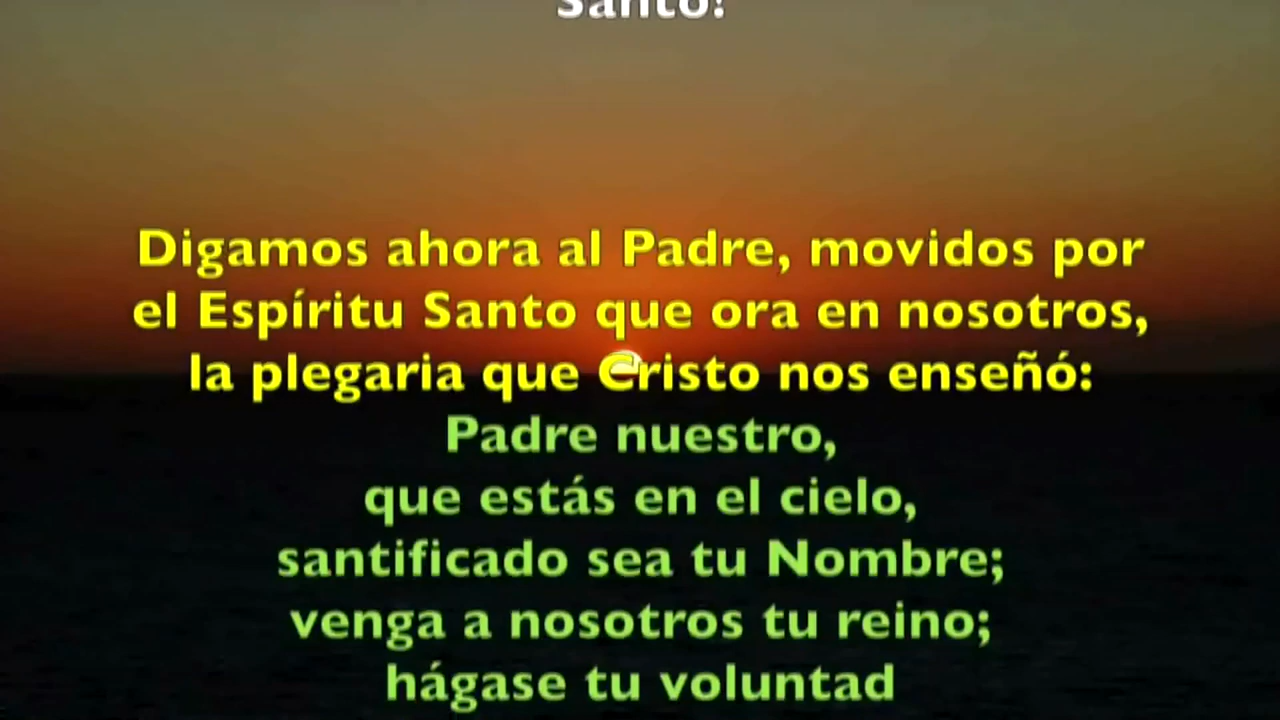 Santo!
Digamos ahora al Padre, movidos por
el Espíritu Santo que ora en nosotros,
la plegaria que Cristo nos enseñó:
Padre nuestro,
que estás en el cielo,
santificado sea tu Nombre;
venga a nosotros tu reino;
hágase tu voluntad